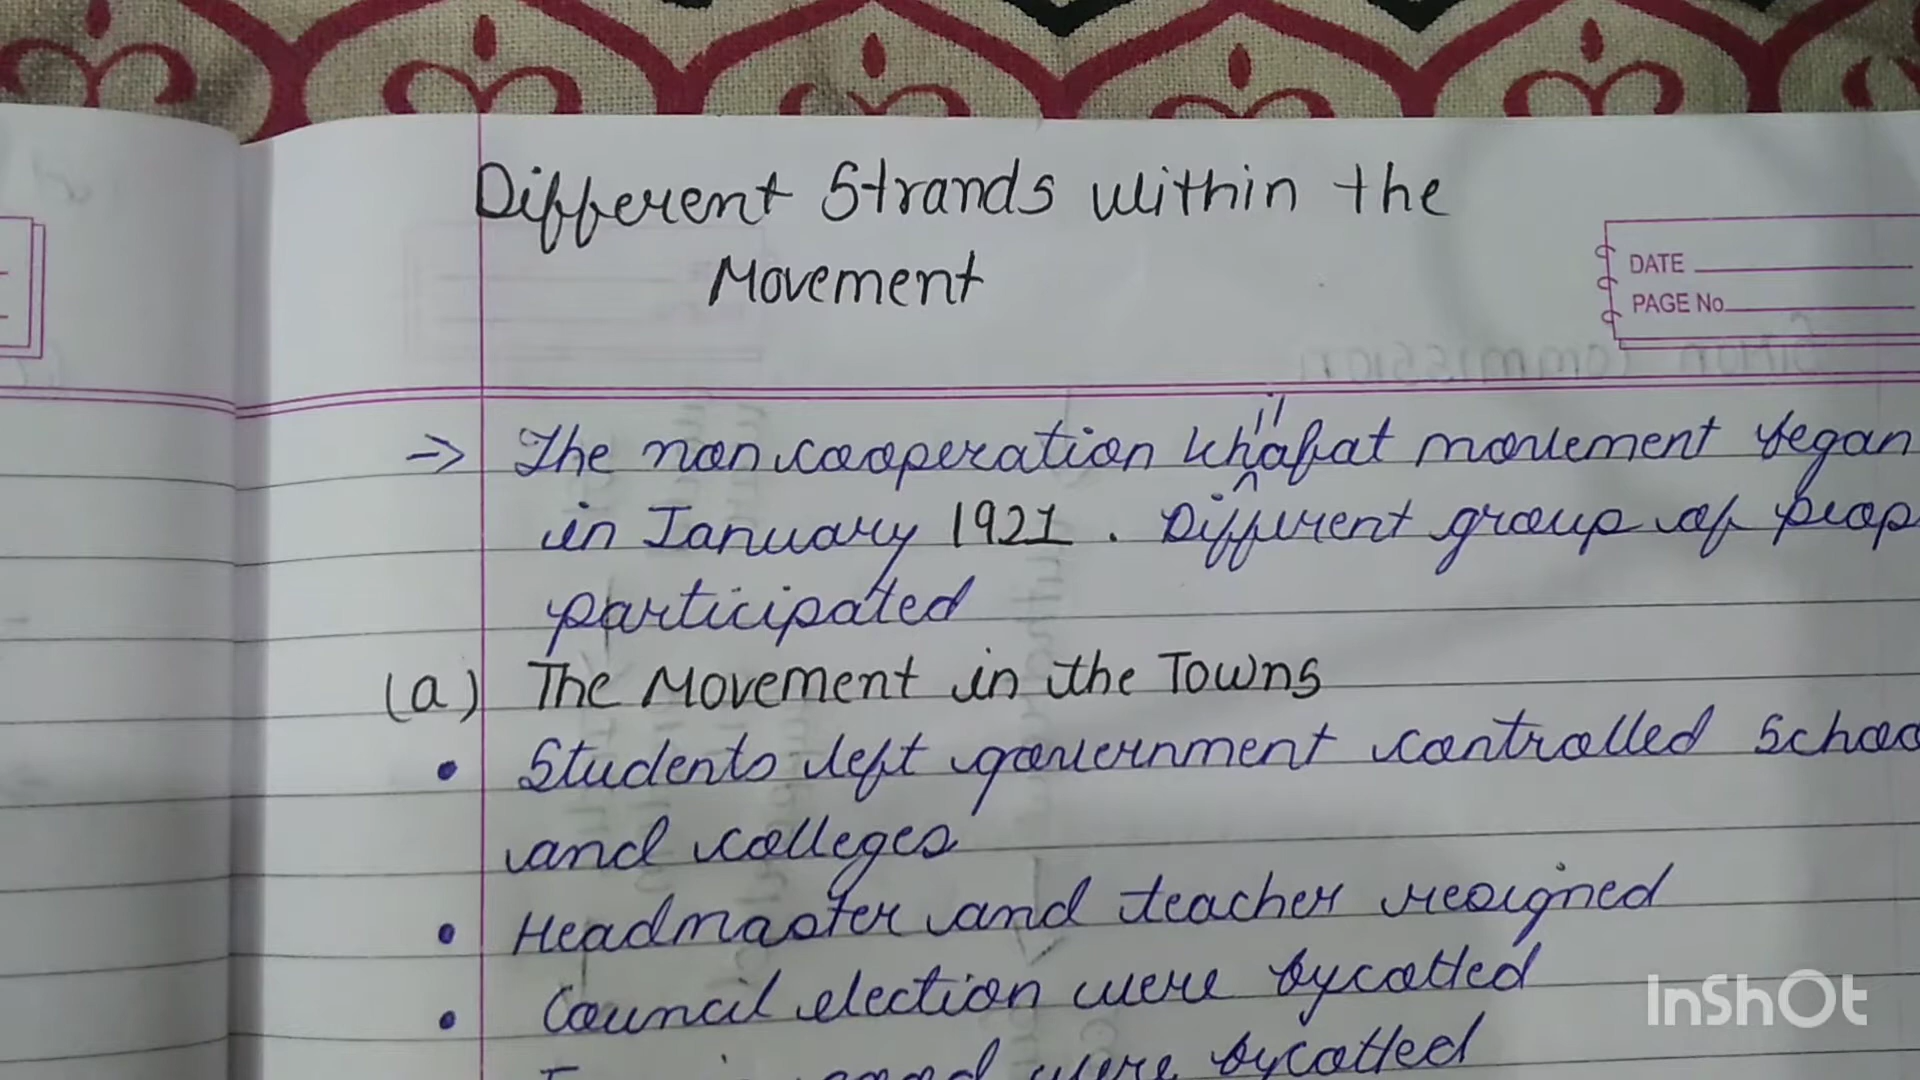 Different Strands within the
Movement
DATE
PAGE No.
→ The non cooperation khalifat movement began
in January 1921. Different group of peop
participated
(a) The Movement in the Towns
• Students left government controlled Schoo
and colleges
• Headmaster and teacher resigned
• Council election were bycotted
were bycotted
InShOt